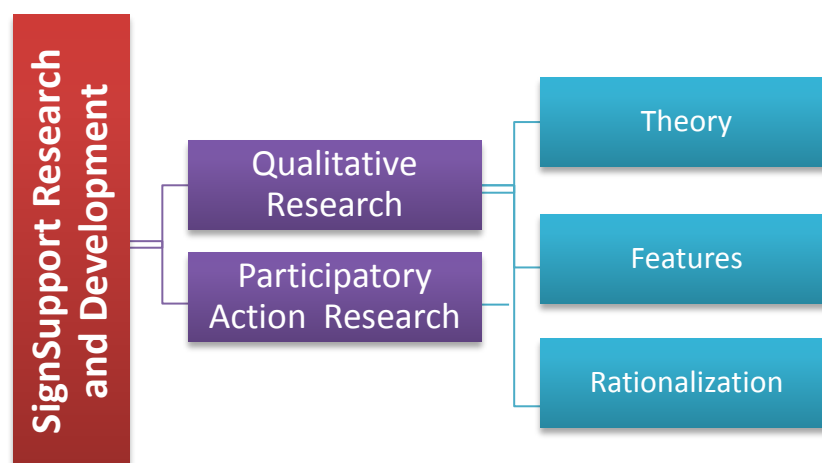 SignSupport Research
and Development
Qualitative
Research
Participatory
Action Research
Theory
Features
Rationalization